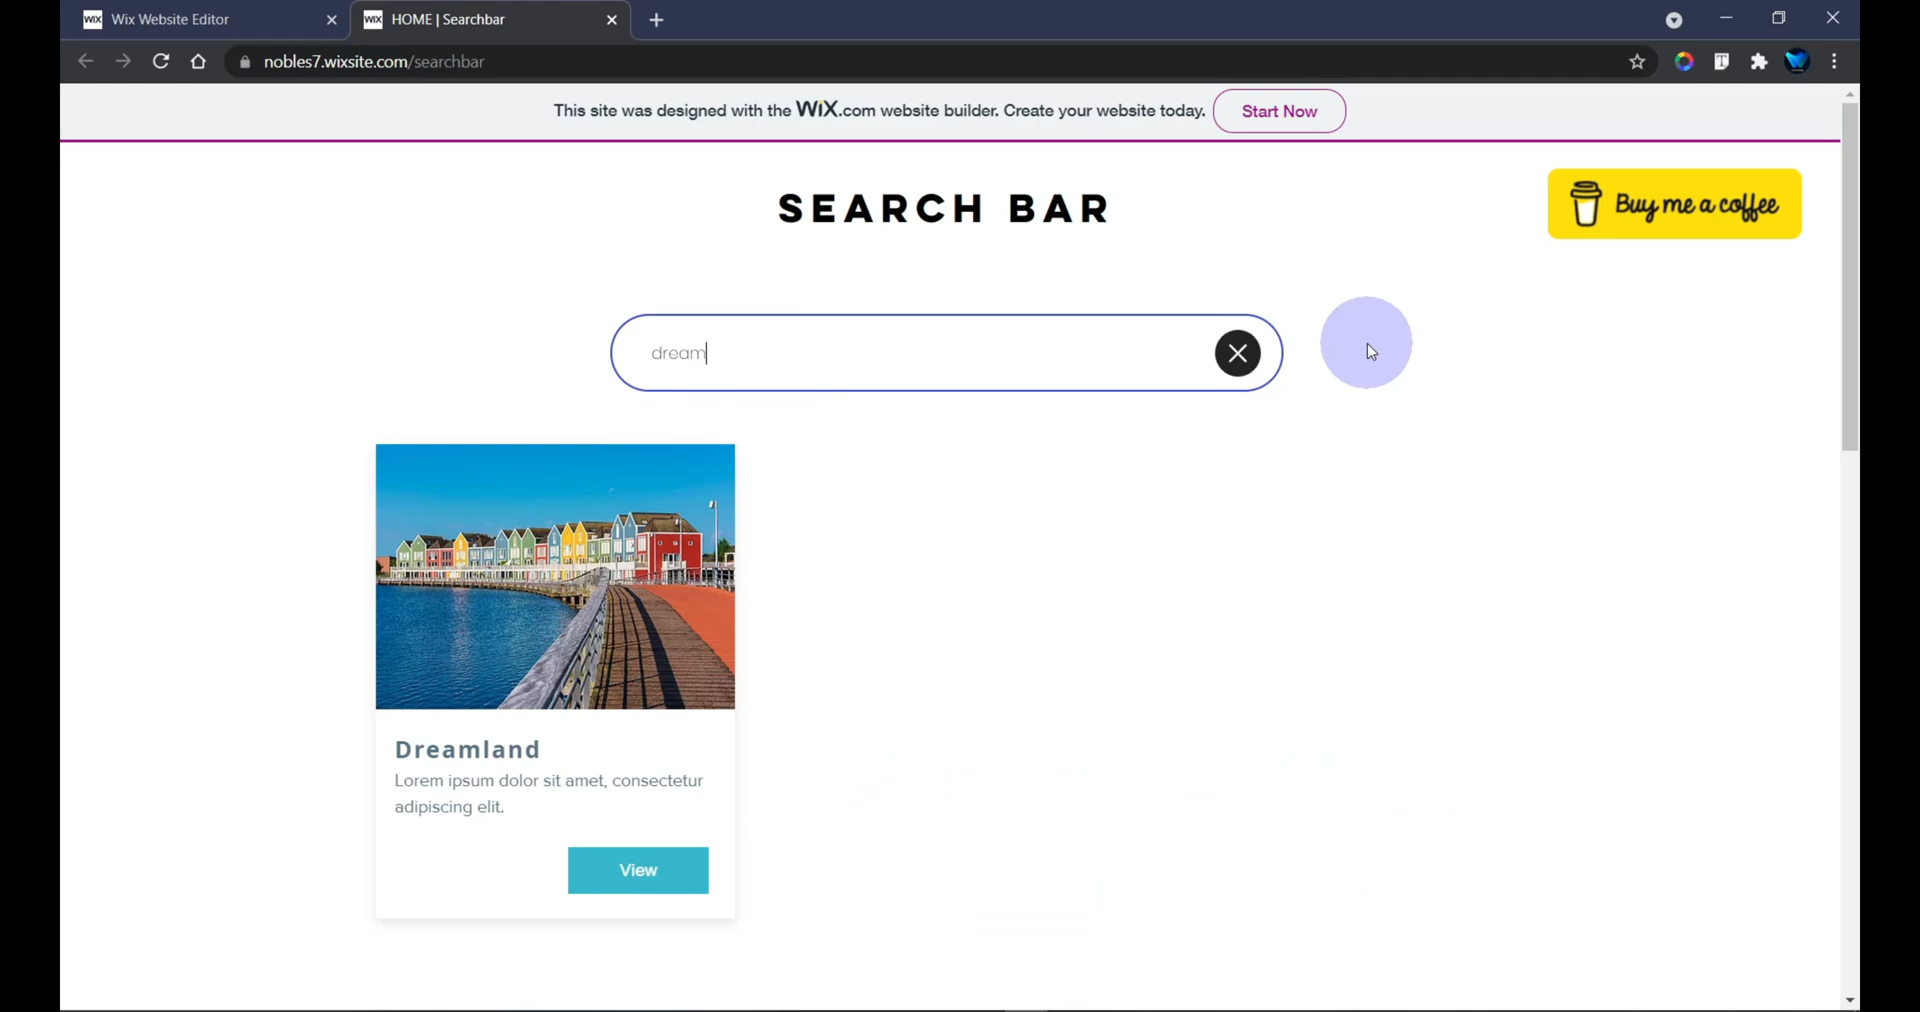 Wix Website Editor
HOME | Searchbar
nobles7.wixsite.com/searchbar
This site was designed with the WiX.com website builder. Create your website today.
Start Now
SEARCH BAR
Buy me a coffee
dream
Dreamland
Lorem ipsum dolor sit amet, consectetur
adipiscing elit.
View